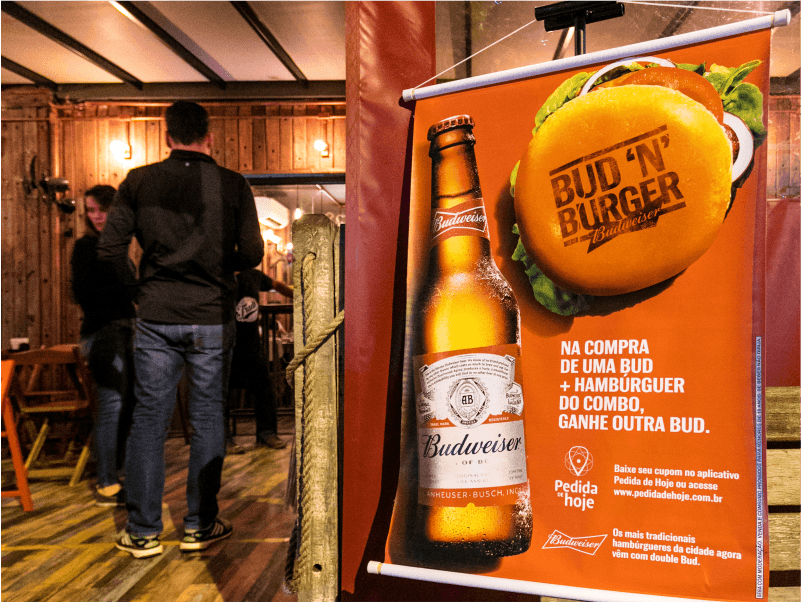 BUD 'N'
BURGER
Budweiser
Budweiser
Budweiser
ANHEUSER-BUSCH, INC
NA COMPRA
DE UMA BUD
+ HAMBÚRGUER
DO COMBO,
GANHE OUTRA BUD.
Pedida
de hoje
Baixe seu cupom no aplicativo
Pedida de Hoje ou acesse
www.pedidadehoje.com.br
Budweiser
Os mais tradicionais
hambúrgueres da cidade agora
vêm com double Bud.